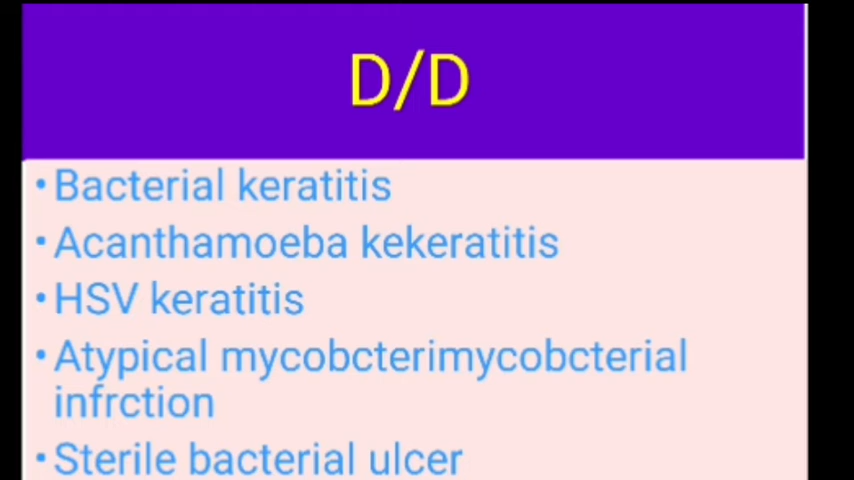 D/D
•Bacterial keratitis
•Acanthamoeba kekeratitis
•HSV keratitis
•Atypical mycobcterimycobcterial
infrction
•Sterile bacterial ulcer